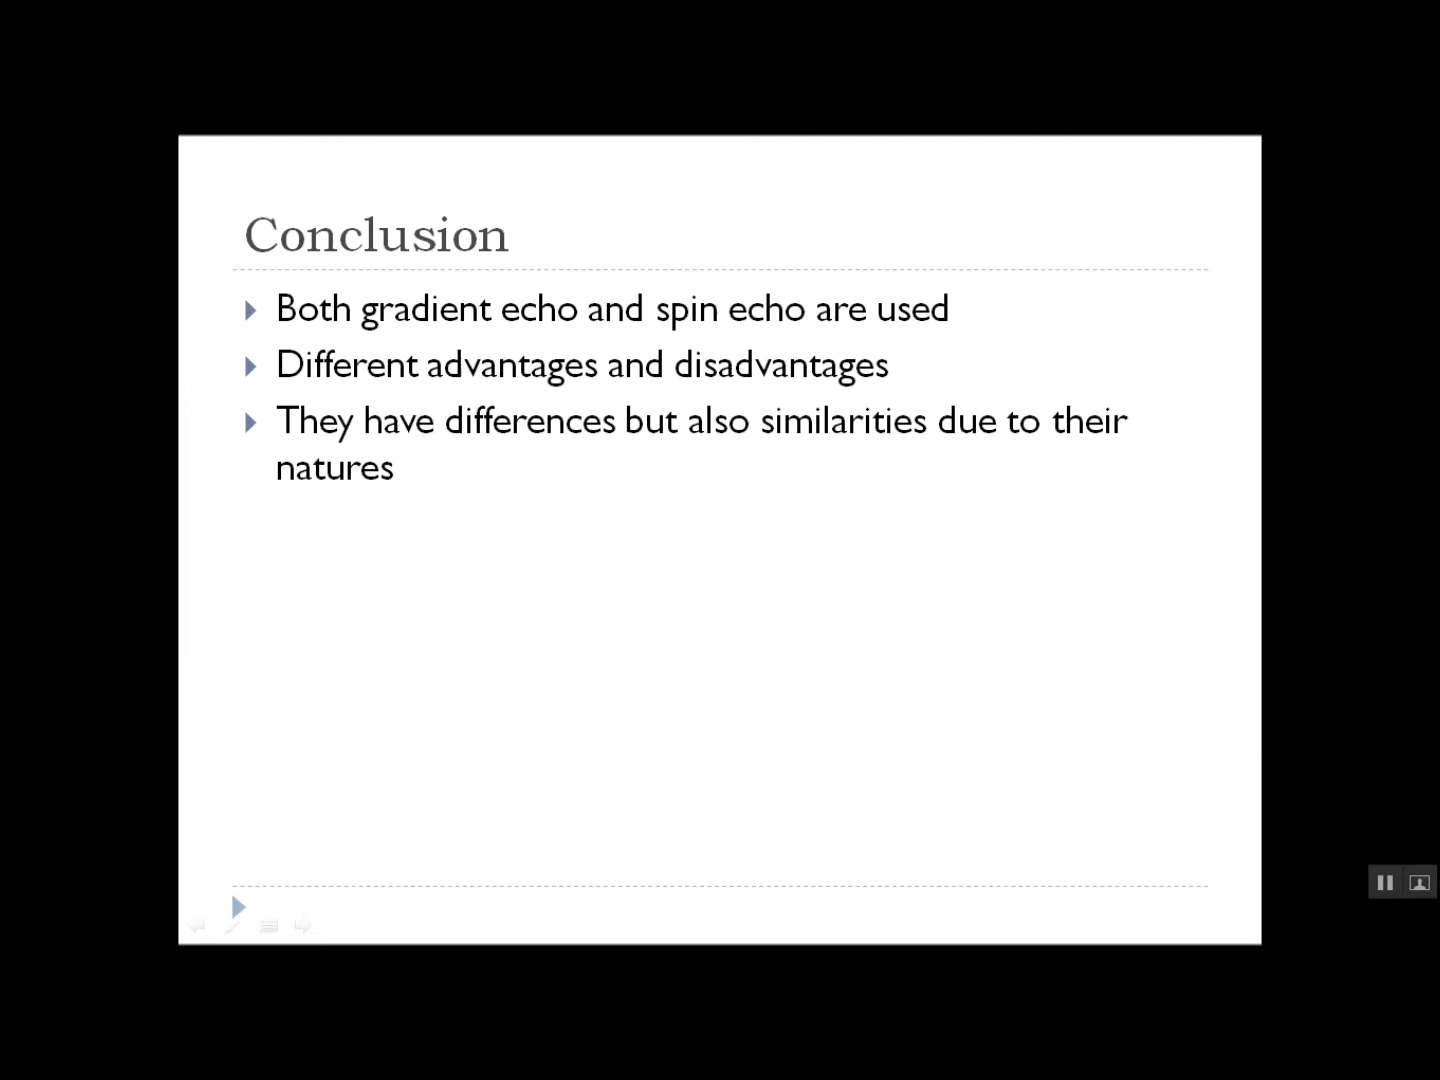 Conclusion
Both gradient echo and spin echo are used
Different advantages and disadvantages
They have differences but also similarities due to their
natures